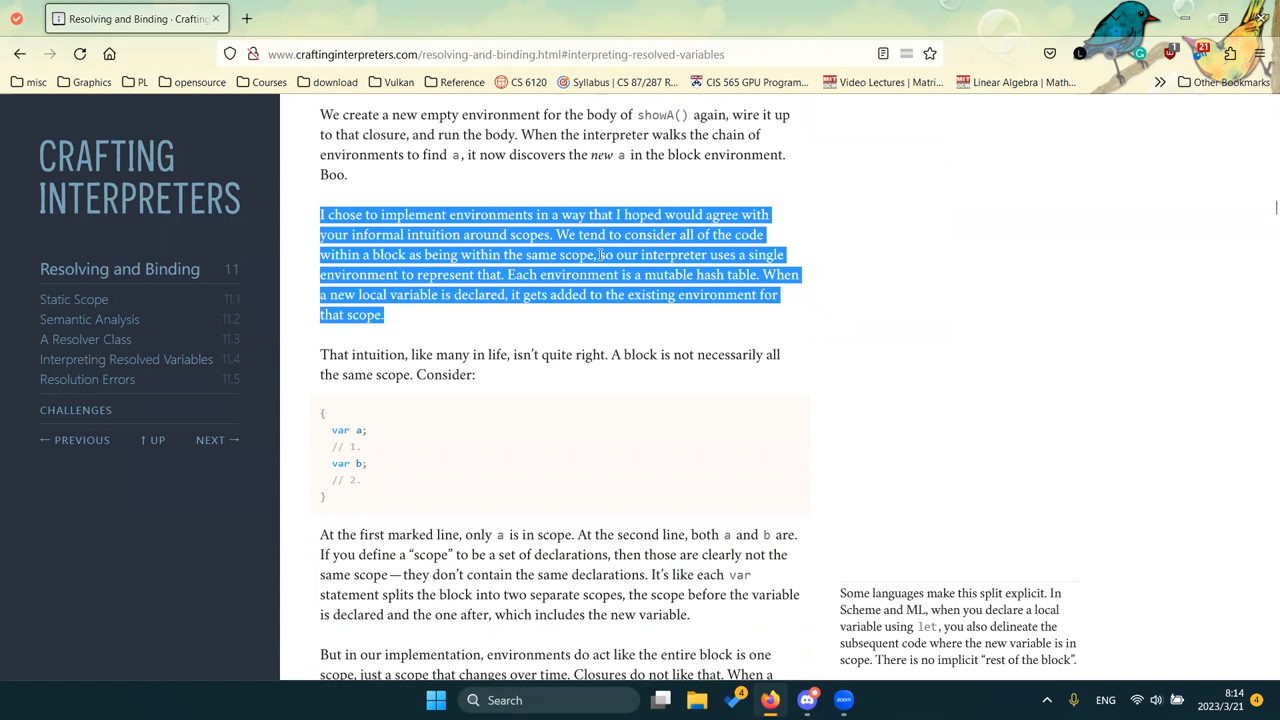 Resolving and Binding · Crafting
www.craftinginterpreters.com/resolving-and-binding.html#interpreting-resolved-variables
1
21
misc
Graphics
PL
opensource
Courses
download
Vulkan
Reference
CS 6120
Syllabus | CS 87/287 R...
CIS 565 GPU Program...
Video Lectures | Matri...
Linear Algebra | Math...
Other Bookmarks
CRAFTING
INTERPRETERS
Resolving and Binding 11
Static Scope 11.1
Semantic Analysis 11.2
A Resolver Class 11.3
Interpreting Resolved Variables 11.4
Resolution Errors 11.5
CHALLENGES
← PREVIOUS ↑ UP NEXT →
We create a new empty environment for the body of showA() again, wire it up
to that closure, and run the body. When the interpreter walks the chain of
environments to find a, it now discovers the new a in the block environment.
Boo.
I chose to implement environments in a way that I hoped would agree with
your informal intuition around scopes. We tend to consider all of the code
within a block as being within the same scope, so our interpreter uses a single
environment to represent that. Each environment is a mutable hash table. When
a new local variable is declared, it gets added to the existing environment for
that scope.
That intuition, like many in life, isn’t quite right. A block is not necessarily all
the same scope. Consider:
{
var a;
// 1.
var b;
// 2.
}
At the first marked line, only a is in scope. At the second line, both a and b are.
If you define a “scope” to be a set of declarations, then those are clearly not the
same scope—they don’t contain the same declarations. It’s like each var
statement splits the block into two separate scopes, the scope before the variable
is declared and the one after, which includes the new variable.
But in our implementation, environments do act like the entire block is one
scope, just a scope that changes over time. Closures do not like that. When a
Some languages make this split explicit. In
Scheme and ML, when you declare a local
variable using let, you also delineate the
subsequent code where the new variable is in
scope. There is no implicit “rest of the block”.
Search
4
zoom
ENG
8:14
2023/3/21
4